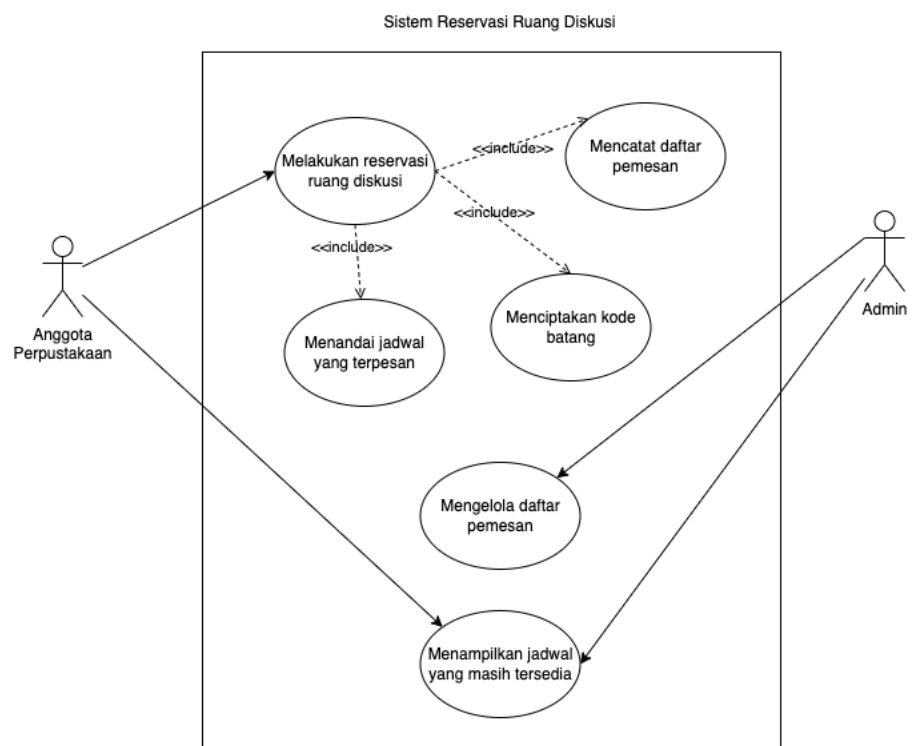 Sistem Reservasi Ruang Diskusi
Melakukan reservasi
ruang diskusi
<<include>>
Mencatat daftar
pemesan
<<include>>
<<include>>
Anggota
Perpustakaan
Menandai jadwal
yang terpesan
Menciptakan kode
batang
Admin
Mengelola daftar
pemesan
Menampilkan jadwal
yang masih tersedia